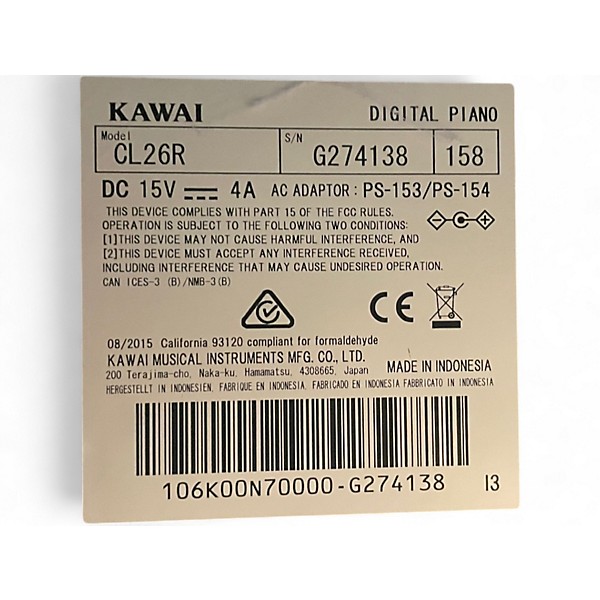 KAWAI DIGITAL PIANO
Model CL26R S/N G274138 158
DC 15V 4A AC ADAPTOR : PS-153/PS-154
THIS DEVICE COMPLIES WITH PART 15 OF THE FCC RULES.
OPERATION IS SUBJECT TO THE FOLLOWING TWO CONDITIONS:
[1]THIS DEVICE MAY NOT CAUSE HARMFUL INTERFERENCE, AND
[2]THIS DEVICE MUST ACCEPT ANY INTERFERENCE RECEIVED,
INCLUDING INTERFERENCE THAT MAY CAUSE UNDESIRED OPERATION.
CAN ICES-3 (B)/NMB-3(B)
CE
08/2015 California 93120 compliant for formaldehyde
KAWAI MUSICAL INSTRUMENTS MFG. CO., LTD.
200 Terajima-cho, Naka-ku, Hamamatsu, 4308665, Japan
MADE IN INDONESIA
HERGESTELLT IN INDONESIEN, FABRIQUE EN INDONESIA, FABRICADO EN INDONESIA FABBRICATO IN INDONESIA
106K00N70000-G274138 I3